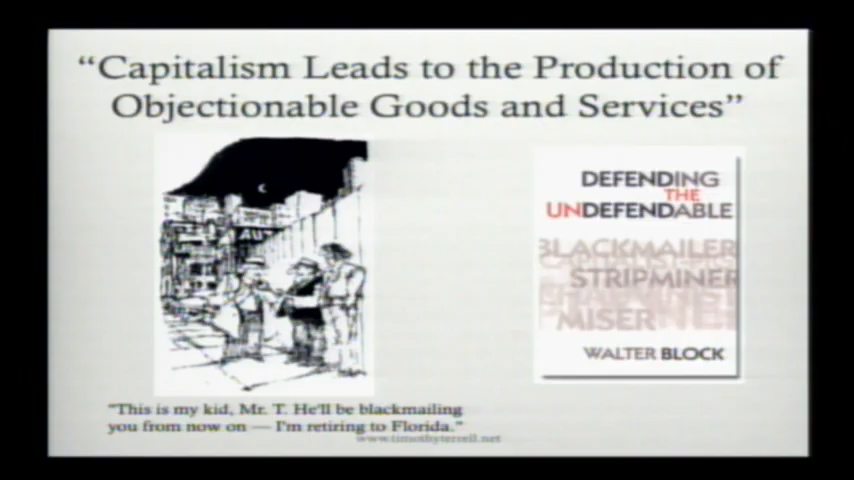 “Capitalism Leads to the Production of
Objectionable Goods and Services”
AUT
DEFENDING
THE
UNDEFENDABLE
BLACKMAILER
STRIPMINER
MISER
WALTER BLOCK
"This is my kid, Mr. T. He'll be blackmailing
you from now on — I'm retiring to Florida."
www.timothyterrell.net